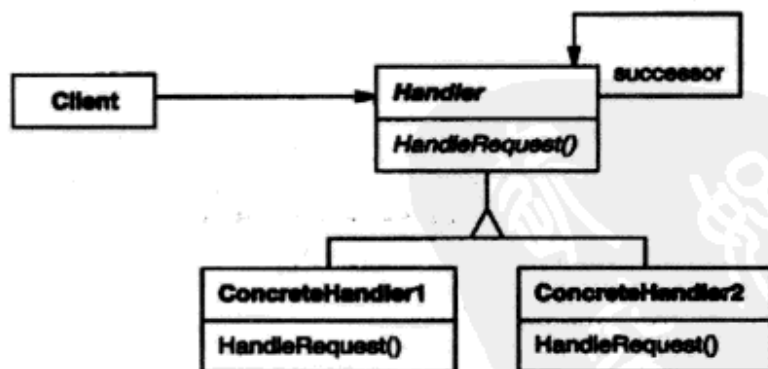 Client
Handler
successor
HandleRequest()
ConcreteHandler1
ConcreteHandler2
HandleRequest()
HandleRequest()